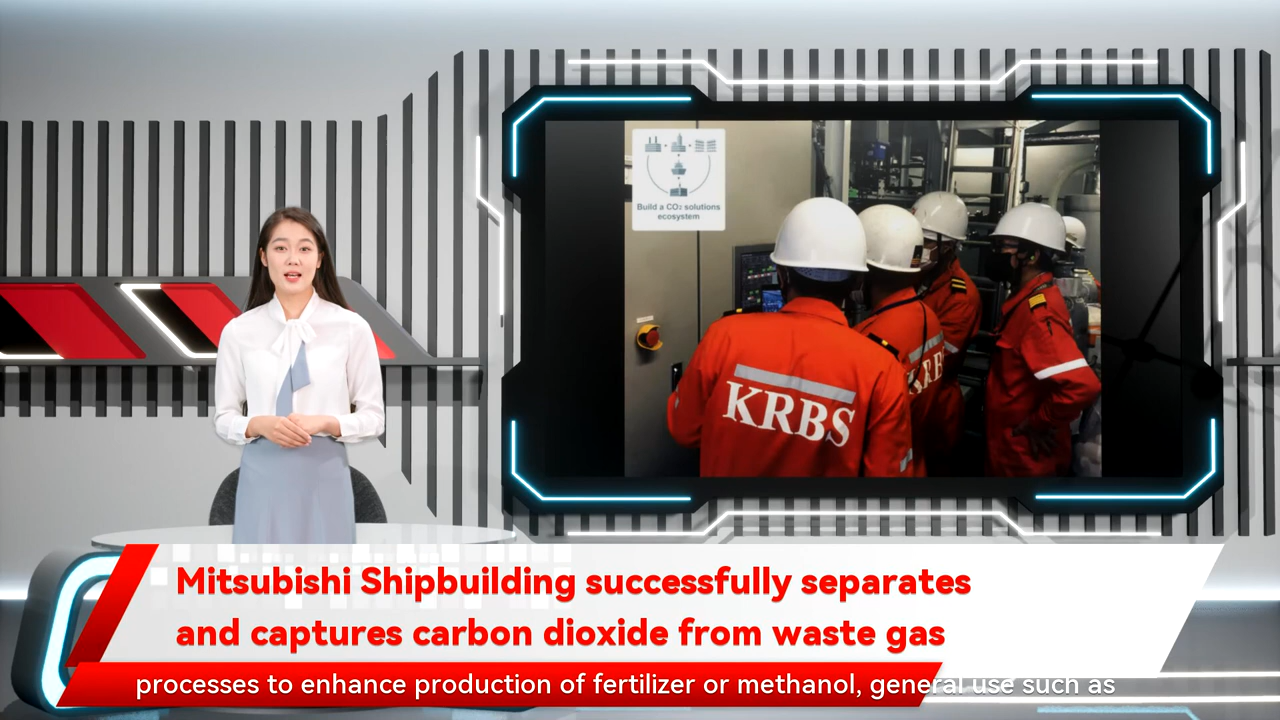 Build a CO₂ solutions
ecosystem
KRBS
KRB
Mitsubishi Shipbuilding successfully separates
and captures carbon dioxide from waste gas
processes to enhance production of fertilizer or methanol, general use such as